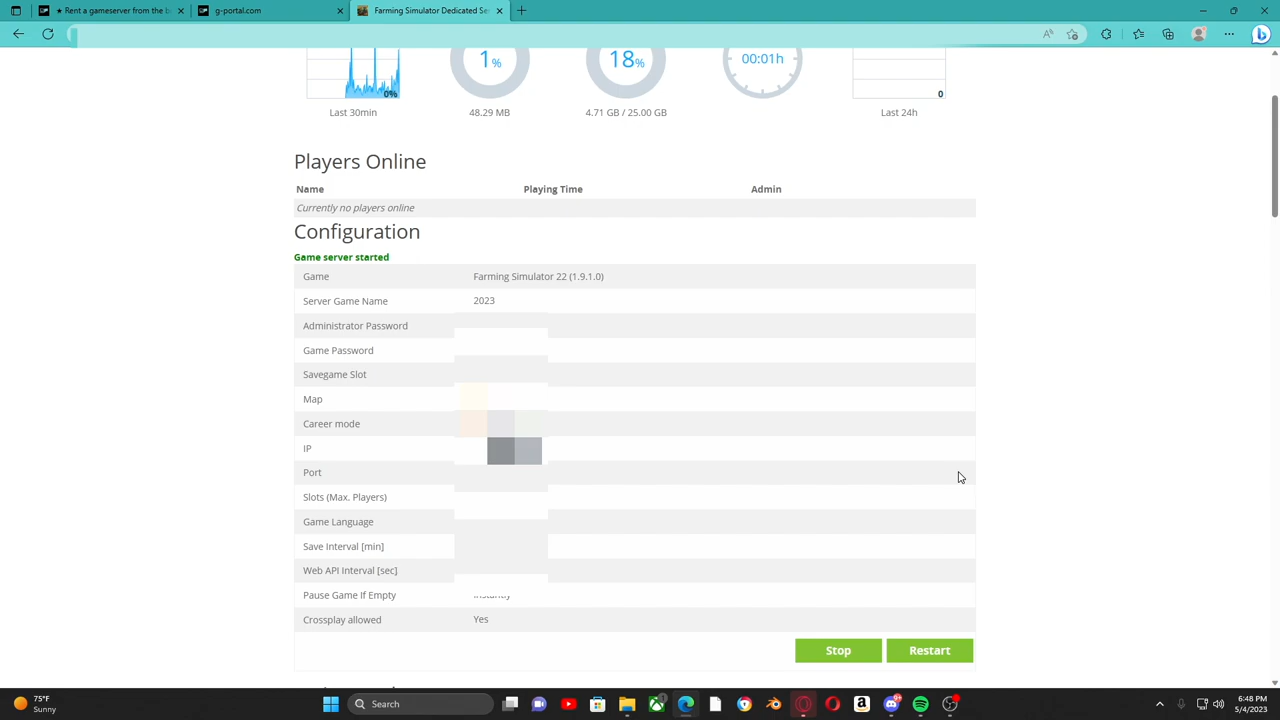 ★ Rent a gameserver from the b
g-portal.com
Farming Simulator Dedicated Se
1% 18% 00:01h
0% 0
Last 30min 48.29 MB 4.71 GB / 25.00 GB Last 24h
Players Online
Name Playing Time Admin
Currently no players online
Configuration
Game server started
Game Farming Simulator 22 (1.9.1.0)
Server Game Name 2023
Administrator Password
Game Password
Savegame Slot
Map
Career mode
IP
Port
Slots (Max. Players)
Game Language
Save Interval [min]
Web API Interval [sec]
Pause Game If Empty Instantly
Crossplay allowed Yes
Stop Restart
75°F
Sunny
Search
6:48 PM
5/4/2023